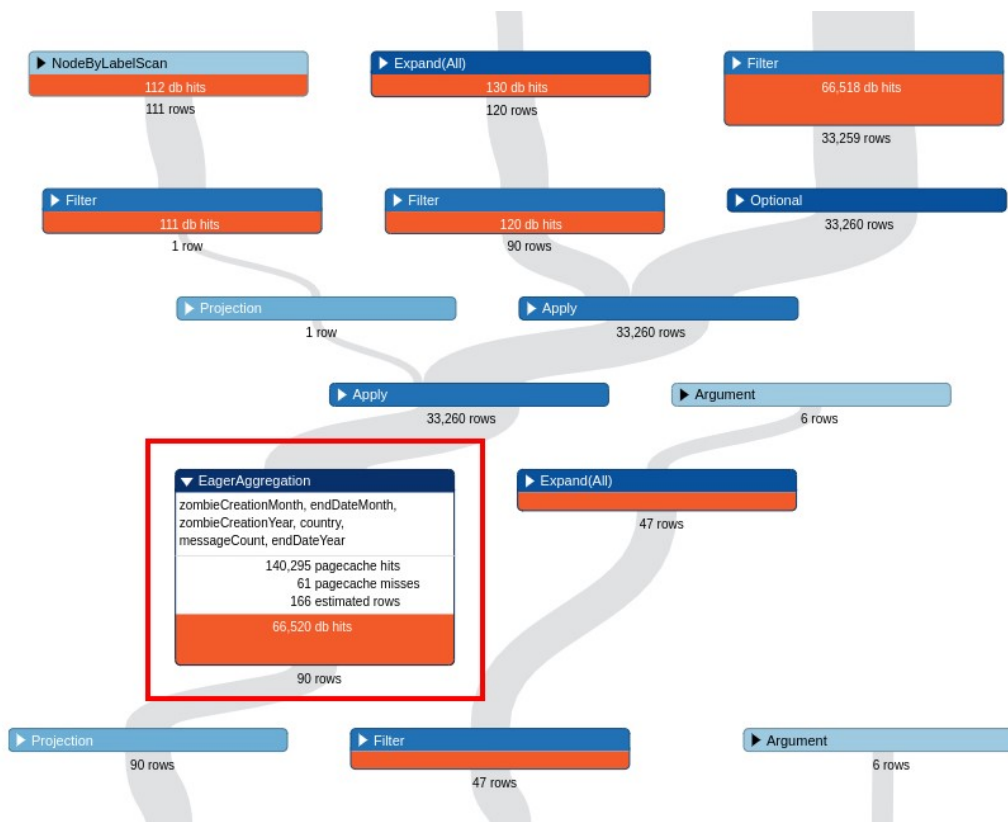 NodeByLabelScan
112 db hits
111 rows
Expand(All)
130 db hits
120 rows
Filter
66,518 db hits
33,259 rows
Filter
111 db hits
1 row
Filter
120 db hits
90 rows
Optional
33,260 rows
Projection
1 row
Apply
33,260 rows
Apply
33,260 rows
Argument
6 rows
EagerAggregation
zombieCreationMonth, endDateMonth,
zombieCreationYear, country,
messageCount, endDateYear
140,295 pagecache hits
61 pagecache misses
166 estimated rows
66,520 db hits
90 rows
Expand(All)
47 rows
Projection
90 rows
Filter
47 rows
Argument
6 rows